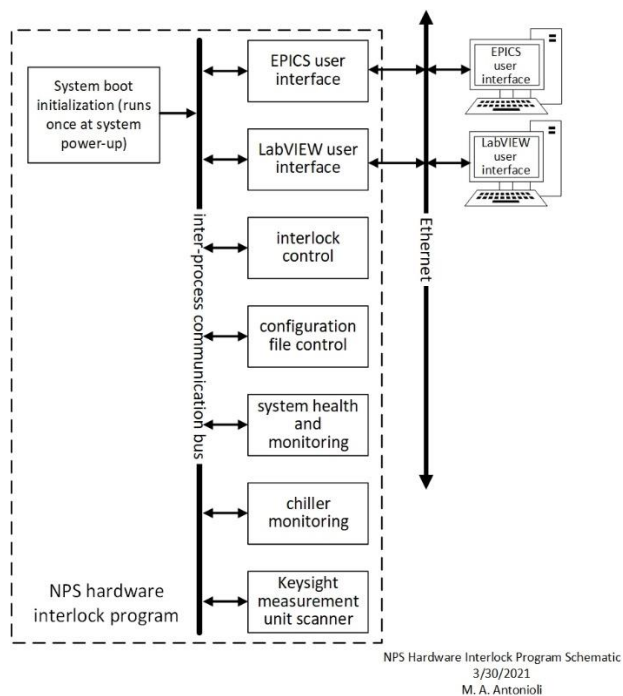 System boot
initialization (runs
once at system
power-up)
EPICS user
interface
EPICS
user
interface
LabVIEW user
interface
LabVIEW
user
interface
inter-process communication bus
Ethernet
interlock
control
configuration
file control
system health
and
monitoring
chiller
monitoring
Keysight
measurement
unit scanner
NPS hardware
interlock program
NPS Hardware Interlock Program Schematic
3/30/2021
M. A. Antonioli